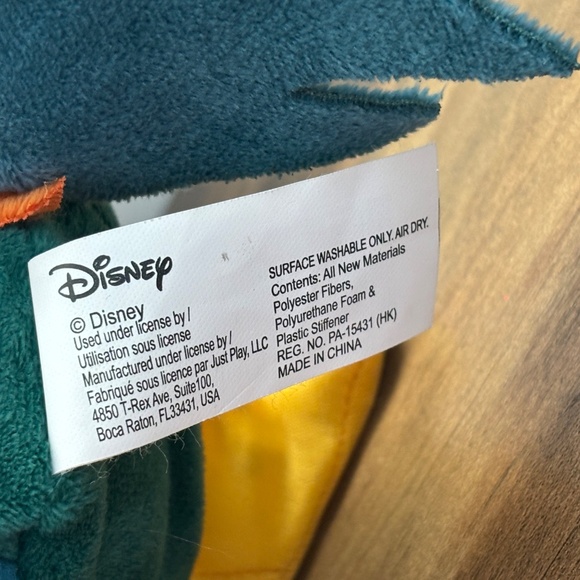 Disney
© Disney
Used under license by /
Utilisation sous license
Manufactured under license by /
Fabriqué sous licence par Just Play, LLC
4850 T-Rex Ave, Suite100,
Boca Raton, FL33431, USA
SURFACE WASHABLE ONLY. AIR DRY.
Contents: All New Materials
Polyester Fibers,
Polyurethane Foam &
Plastic Stiffener
REG. NO. PA-15431 (HK)
MADE IN CHINA